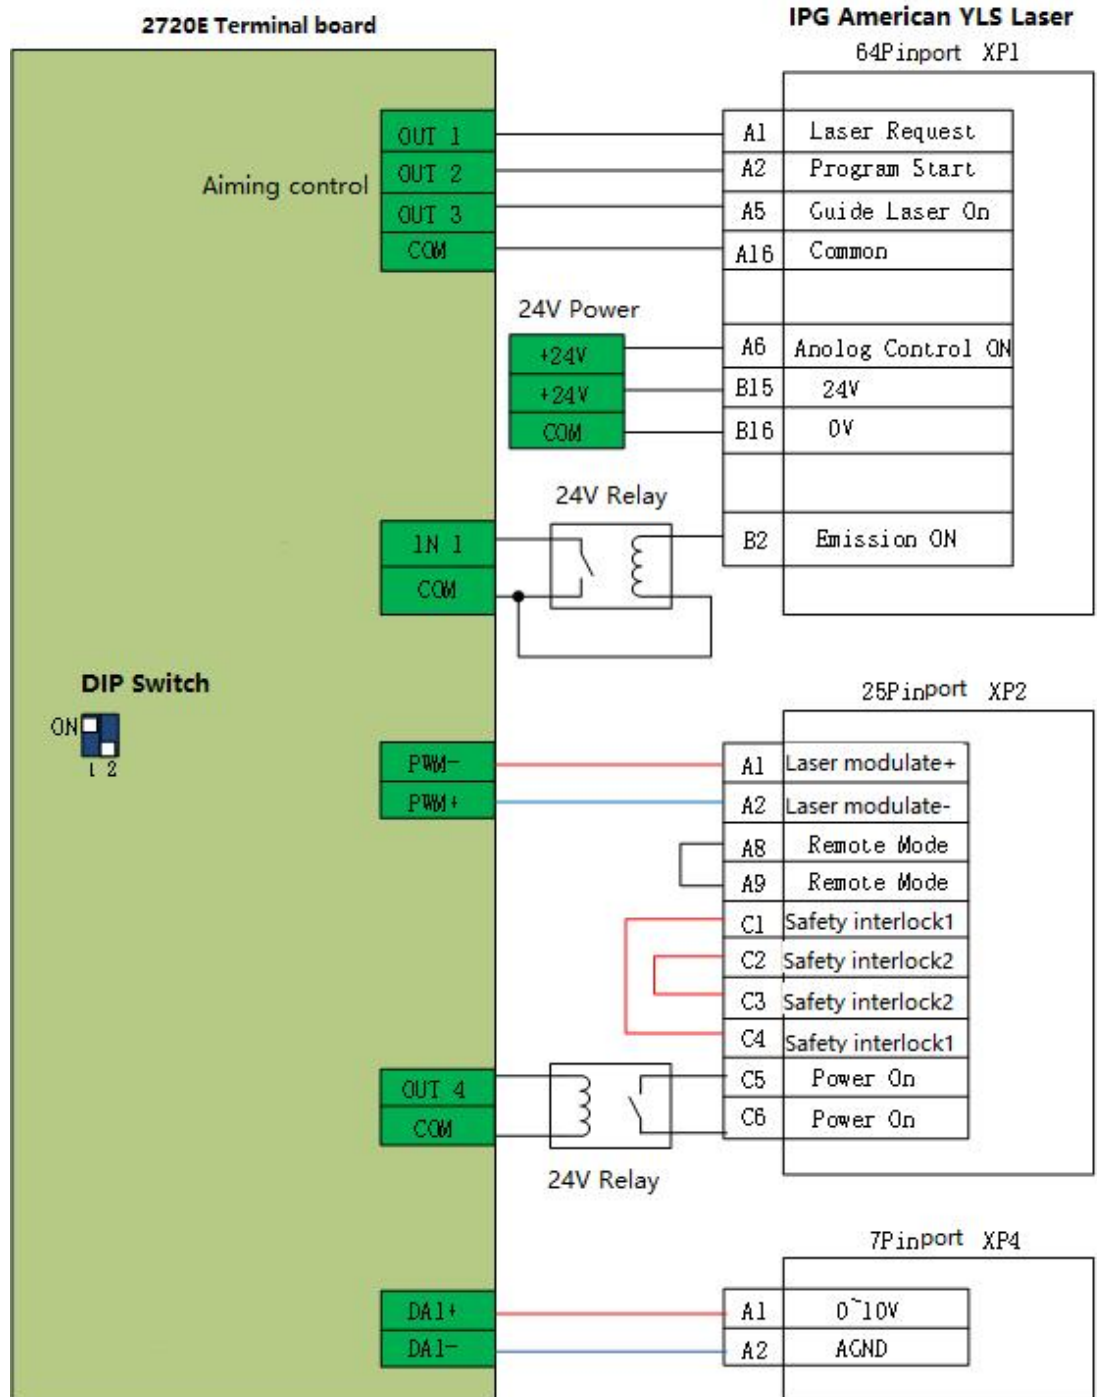 2720E Terminal board
IPG American YLS Laser
64Pinport XP1
OUT 1
A1 Laser Request
Aiming control
OUT 2
A2 Program Start
OUT 3
A5 Guide Laser On
COM
A16 Common
24V Power
+24V
A6 Anolog Control ON
+24V
B15 24V
COM
B16 0V
24V Relay
IN 1
B2 Emission ON
COM
DIP Switch
ON
1 2
25Pinport XP2
PWM-
A1 Laser modulate+
PWM+
A2 Laser modulate-
A8 Remote Mode
A9 Remote Mode
C1 Safety interlock1
C2 Safety interlock2
C3 Safety interlock2
C4 Safety interlock1
OUT 4
C5 Power On
COM
C6 Power On
24V Relay
7Pinport XP4
DA1+
A1 0~10V
DA1-
A2 AGND